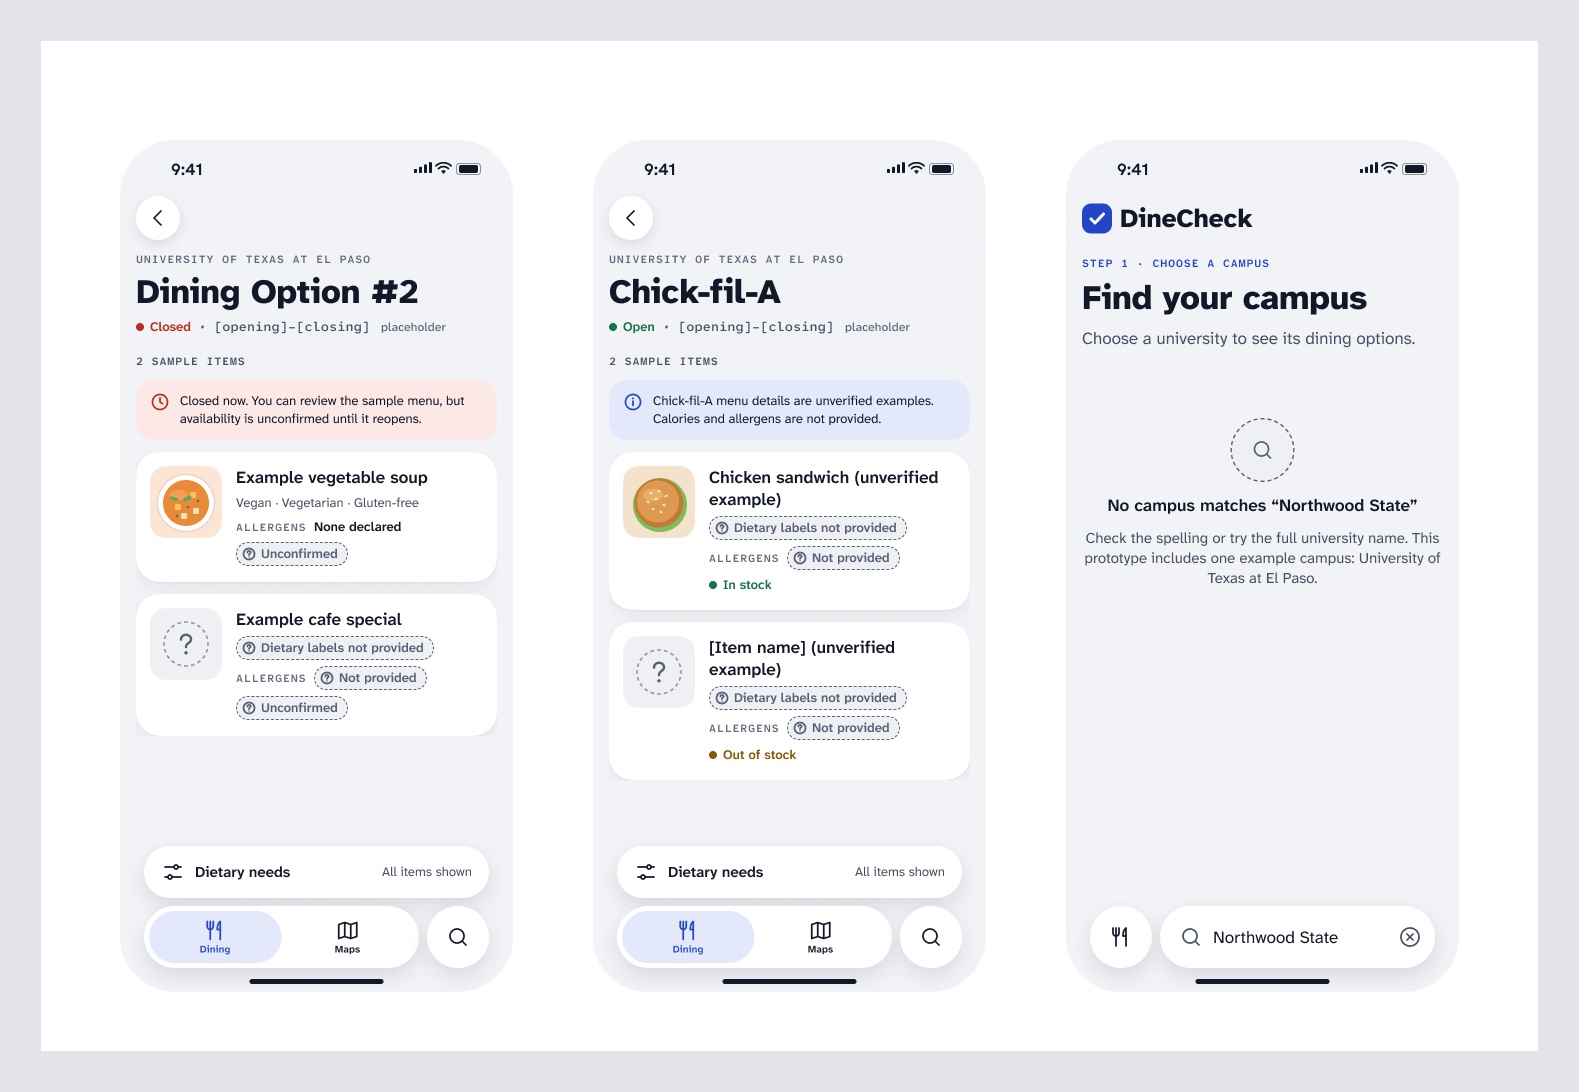 9:41
UNIVERSITY OF TEXAS AT EL PASO
Dining Option #2
Closed • [opening]–[closing] placeholder
2 SAMPLE ITEMS
Closed now. You can review the sample menu, but
availability is unconfirmed until it reopens.
Example vegetable soup
Vegan · Vegetarian · Gluten-free
ALLERGENS None declared
Unconfirmed
?
Example cafe special
Dietary labels not provided
ALLERGENS Not provided
Unconfirmed
Dietary needs All items shown
Dining Maps
9:41
UNIVERSITY OF TEXAS AT EL PASO
Chick-fil-A
Open • [opening]–[closing] placeholder
2 SAMPLE ITEMS
Chick-fil-A menu details are unverified examples.
Calories and allergens are not provided.
Chicken sandwich (unverified
example)
Dietary labels not provided
ALLERGENS Not provided
In stock
?
[Item name] (unverified
example)
Dietary labels not provided
ALLERGENS Not provided
Out of stock
Dietary needs All items shown
Dining Maps
9:41
DineCheck
STEP 1 · CHOOSE A CAMPUS
Find your campus
Choose a university to see its dining options.
No campus matches “Northwood State”
Check the spelling or try the full university name. This
prototype includes one example campus: University of
Texas at El Paso.
Northwood State